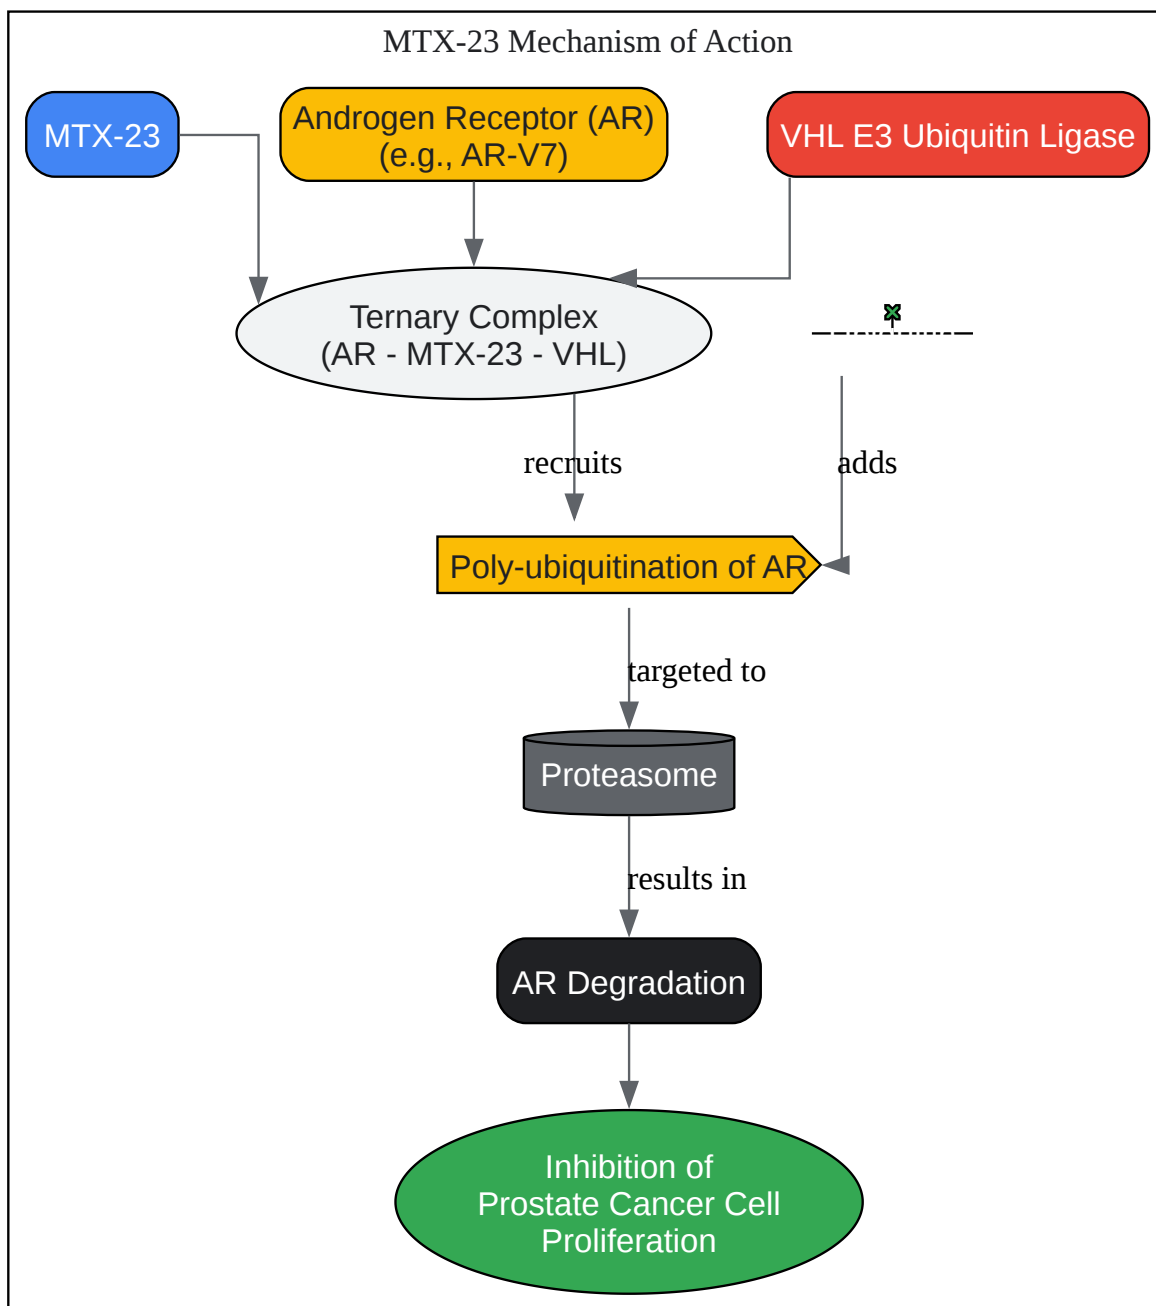 MTX-23 Mechanism of Action
MTX-23
Androgen Receptor (AR)
(e.g., AR-V7)
VHL E3 Ubiquitin Ligase
Ternary Complex
(AR - MTX-23 - VHL)
recruits
adds
Poly-ubiquitination of AR
targeted to
Proteasome
results in
AR Degradation
Inhibition of
Prostate Cancer Cell
Proliferation